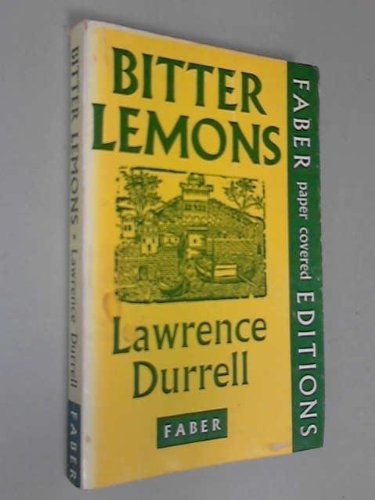 BITTER
LEMONS
Lawrence
Durrell
FABER
FABER paper covered EDITIONS
BITTER LEMONS • Lawrence Durrell FABER